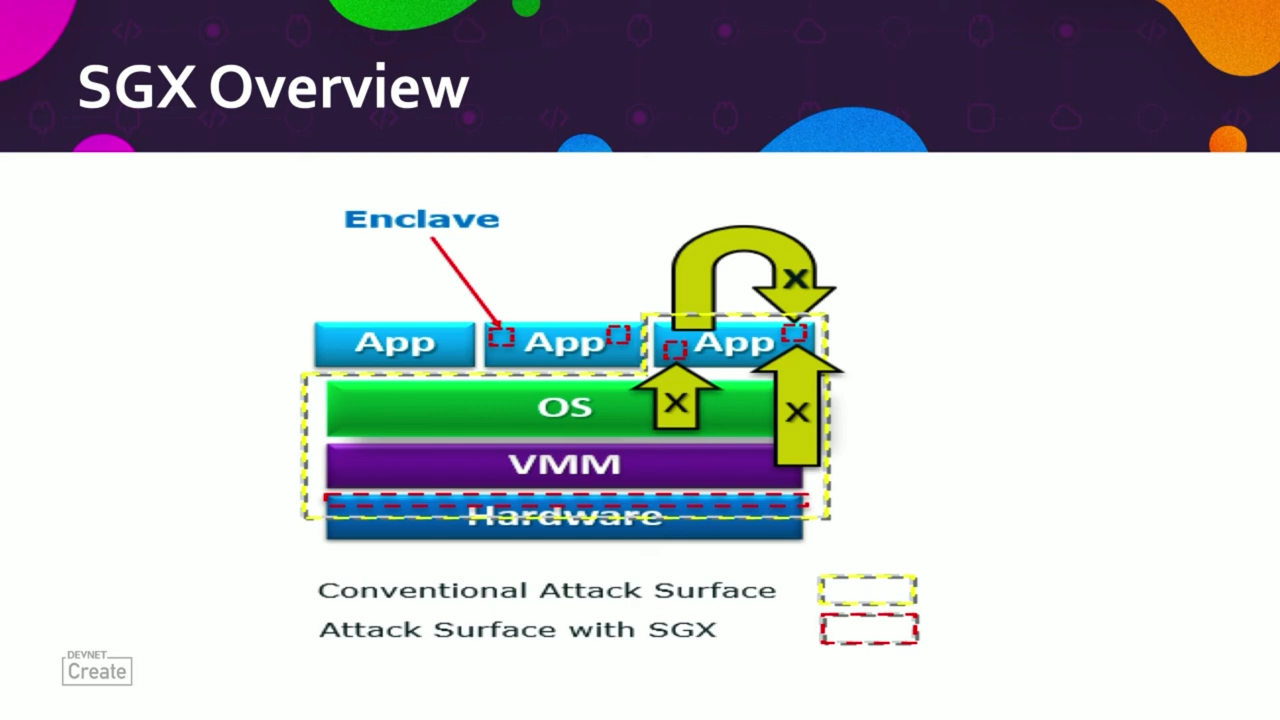 SGX Overview
Enclave
X
App
App
App
X
X
OS
VMM
Hardware
Conventional Attack Surface
Attack Surface with SGX
DEVNET
Create